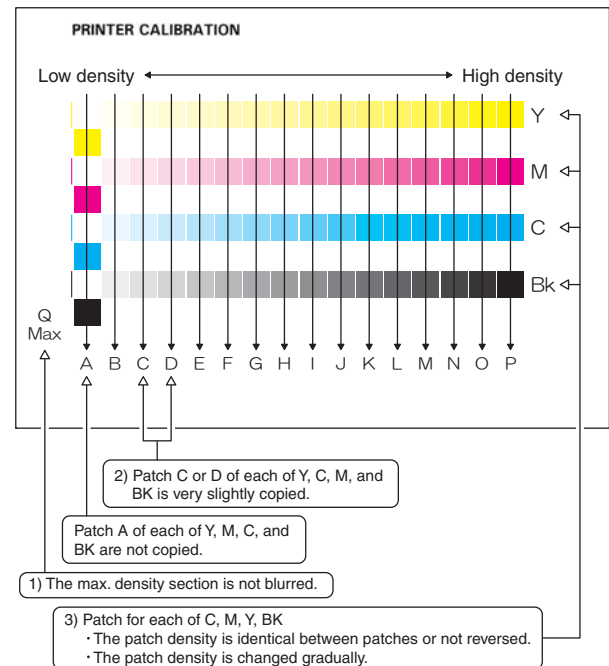 PRINTER CALIBRATION
Low density High density
Y
M
C
Bk
Q
Max
A B C D E F G H I J K L M N O P
2) Patch C or D of each of Y, C, M, and
BK is very slightly copied.
Patch A of each of Y, M, C, and
BK are not copied.
1) The max. density section is not blurred.
3) Patch for each of C, M, Y, BK
・The patch density is identical between patches or not reversed.
・The patch density is changed gradually.